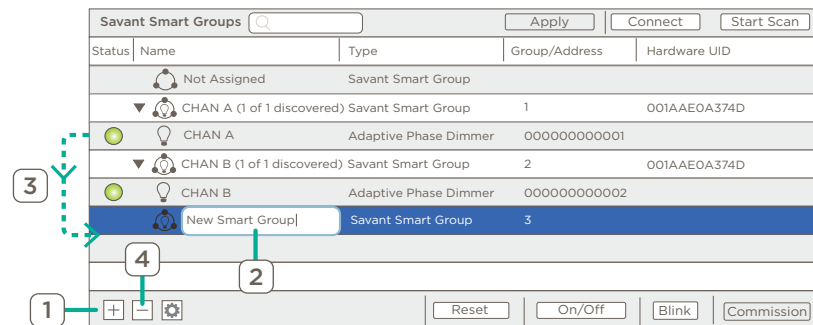 Savant Smart Groups Apply Connect Start Scan
Status Name Type Group/Address Hardware UID
Not Assigned Savant Smart Group
CHAN A (1 of 1 discovered) Savant Smart Group 1 001AAE0A374D
CHAN A Adaptive Phase Dimmer 000000000001
CHAN B (1 of 1 discovered) Savant Smart Group 2 001AAE0A374D
3
CHAN B Adaptive Phase Dimmer 000000000002
New Smart Group Savant Smart Group 3
4
2
1 + − Reset On/Off Blink Commission